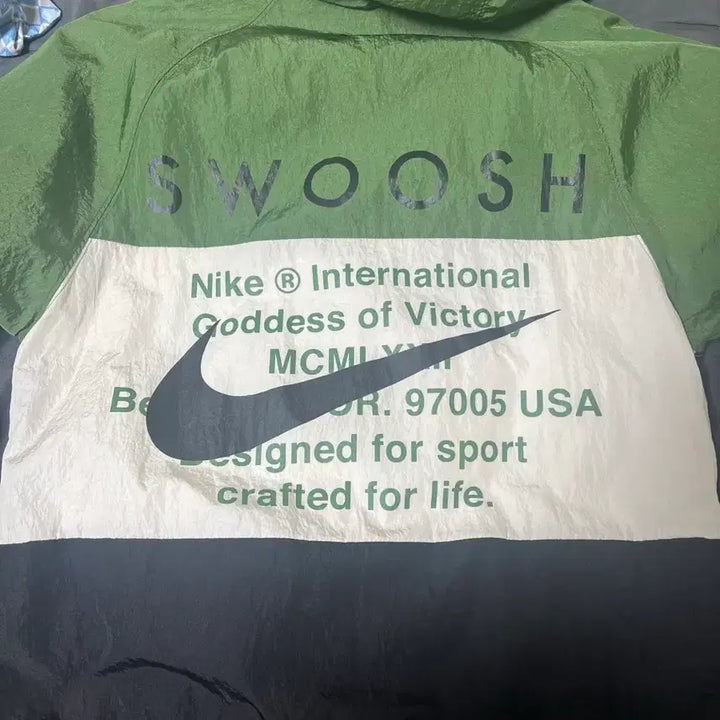 SWOOSH
Nike ® International
Goddess of Victory
OR. 97005 USA
Designed for sport
crafted for life.